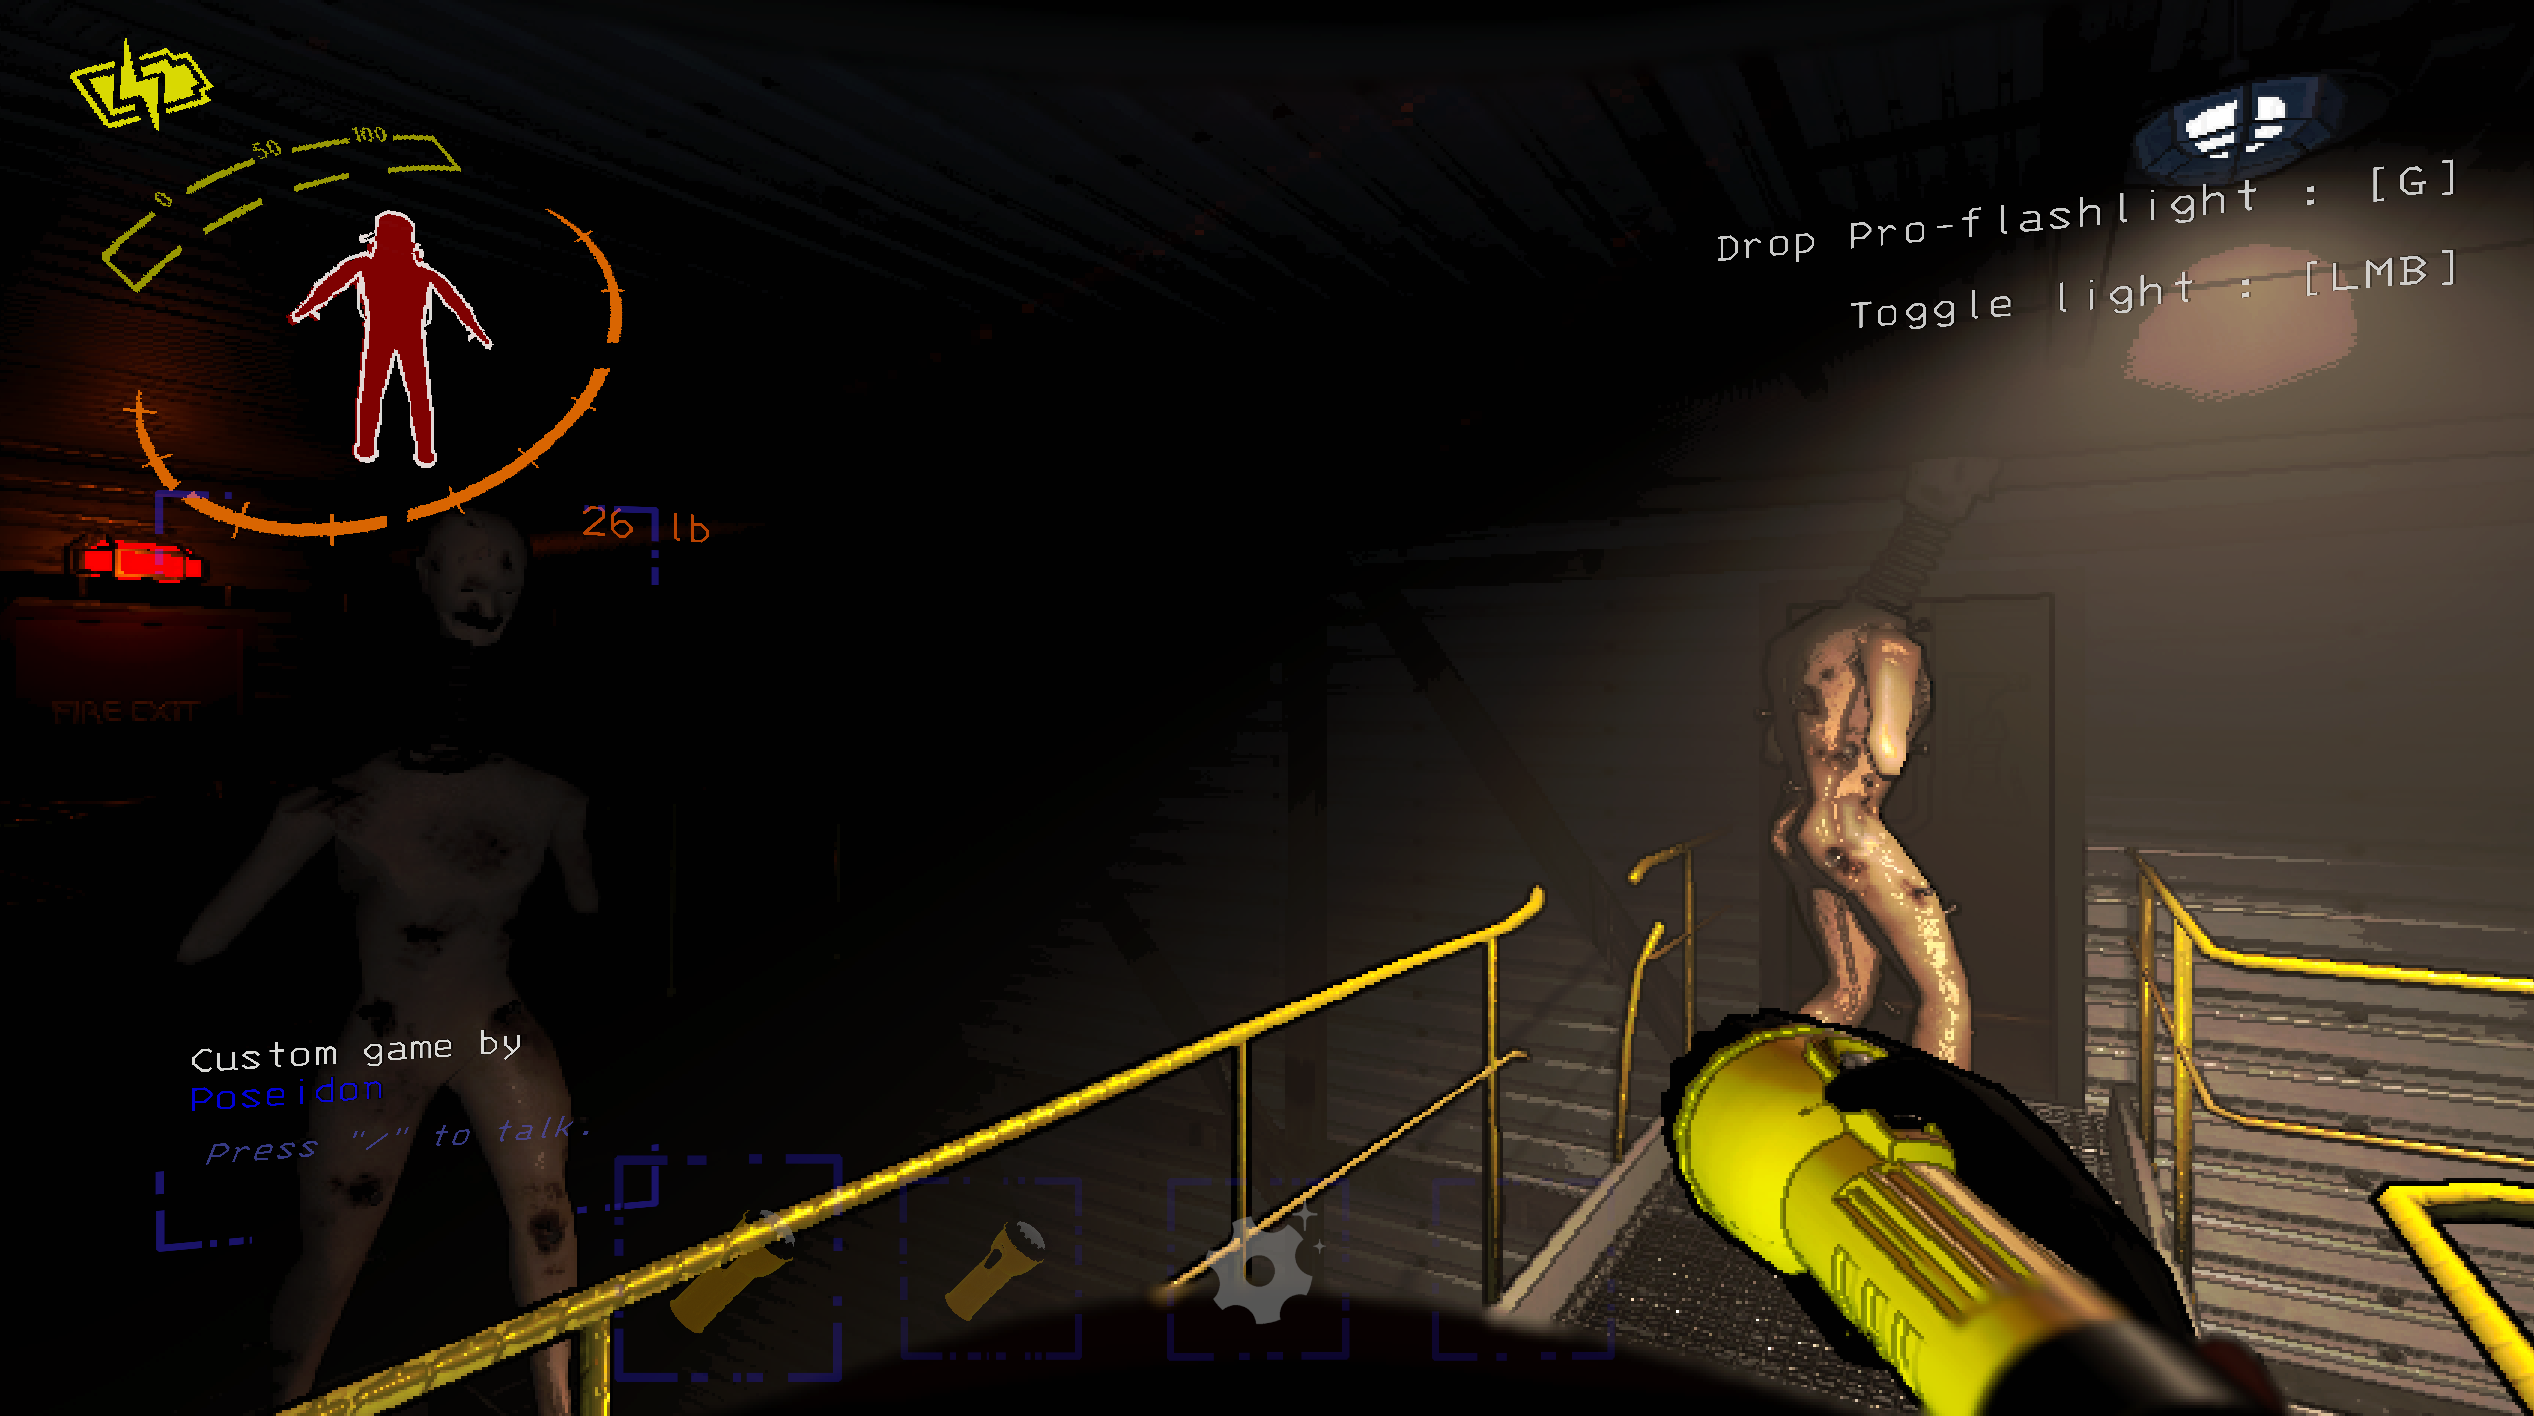 0 50 100
Drop Pro-flashlight : [G]
Toggle light : [LMB]
26 lb
FIRE EXIT
Custom game by
Poseidon
Press "/" to talk.